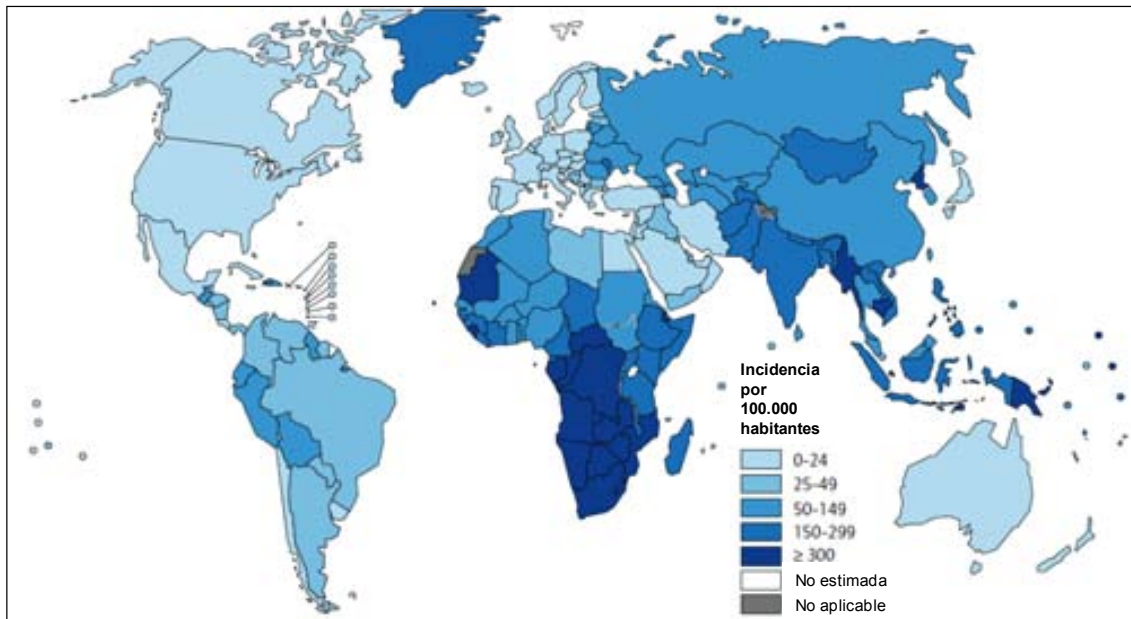 Incidencia
por
100.000
habitantes
0-24
25-49
50-149
150-299
≥ 300
No estimada
No aplicable